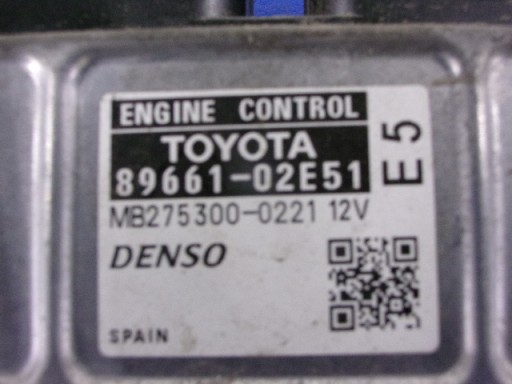 ENGINE CONTROL
TOYOTA
89661-02E51
E5
MB275300-0221 12V
DENSO
SPAIN